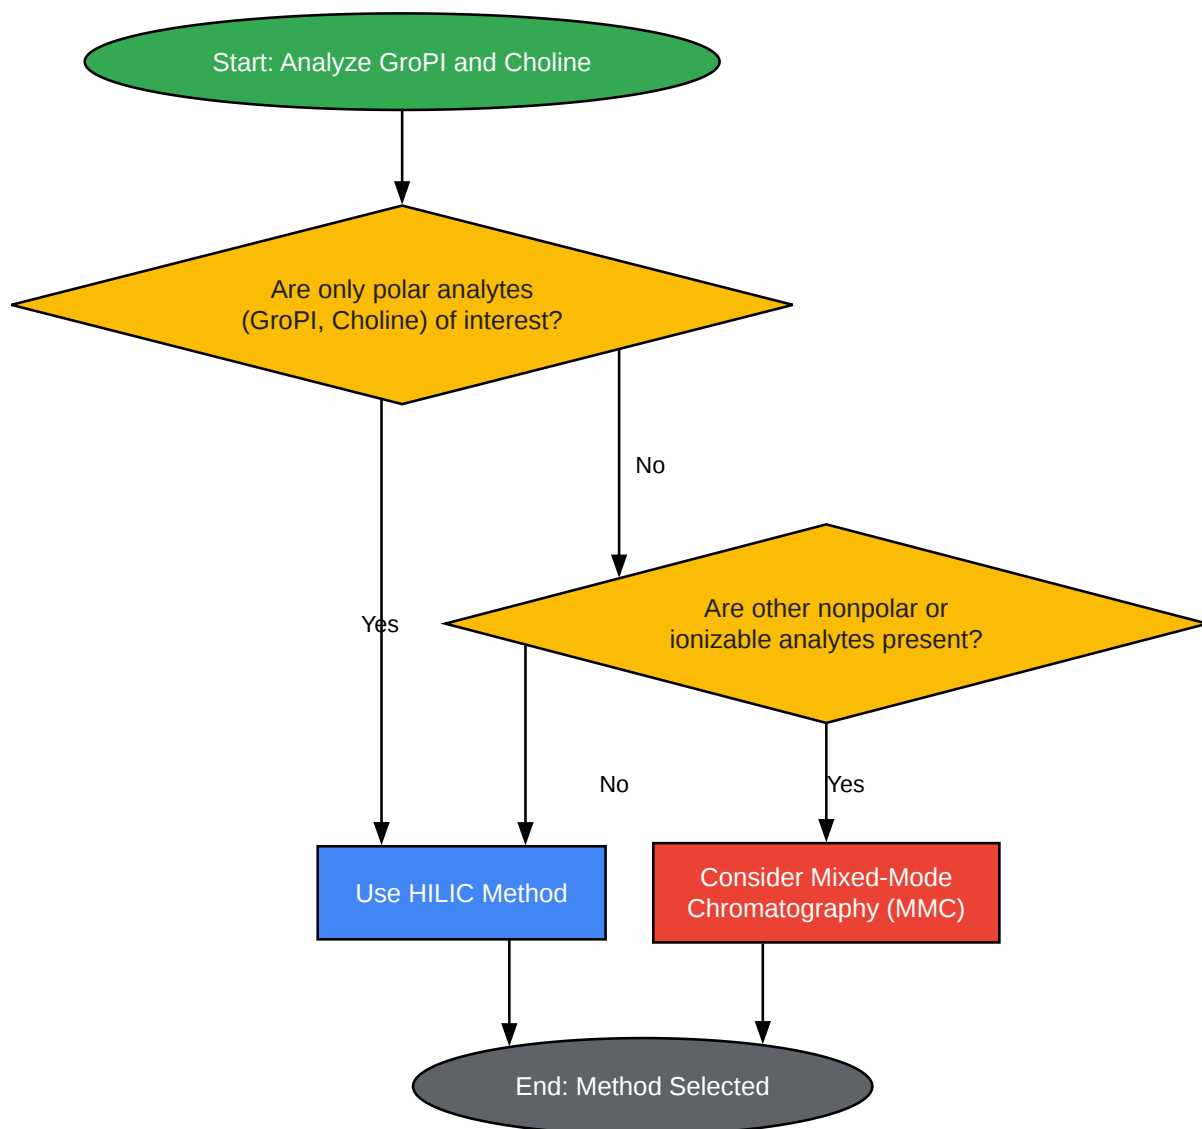 Start: Analyze GroPI and Choline
Are only polar analytes
(GroPI, Choline) of interest?
No
Yes
Are other nonpolar or
ionizable analytes present?
No
Yes
Use HILIC Method
Consider Mixed-Mode
Chromatography (MMC)
End: Method Selected